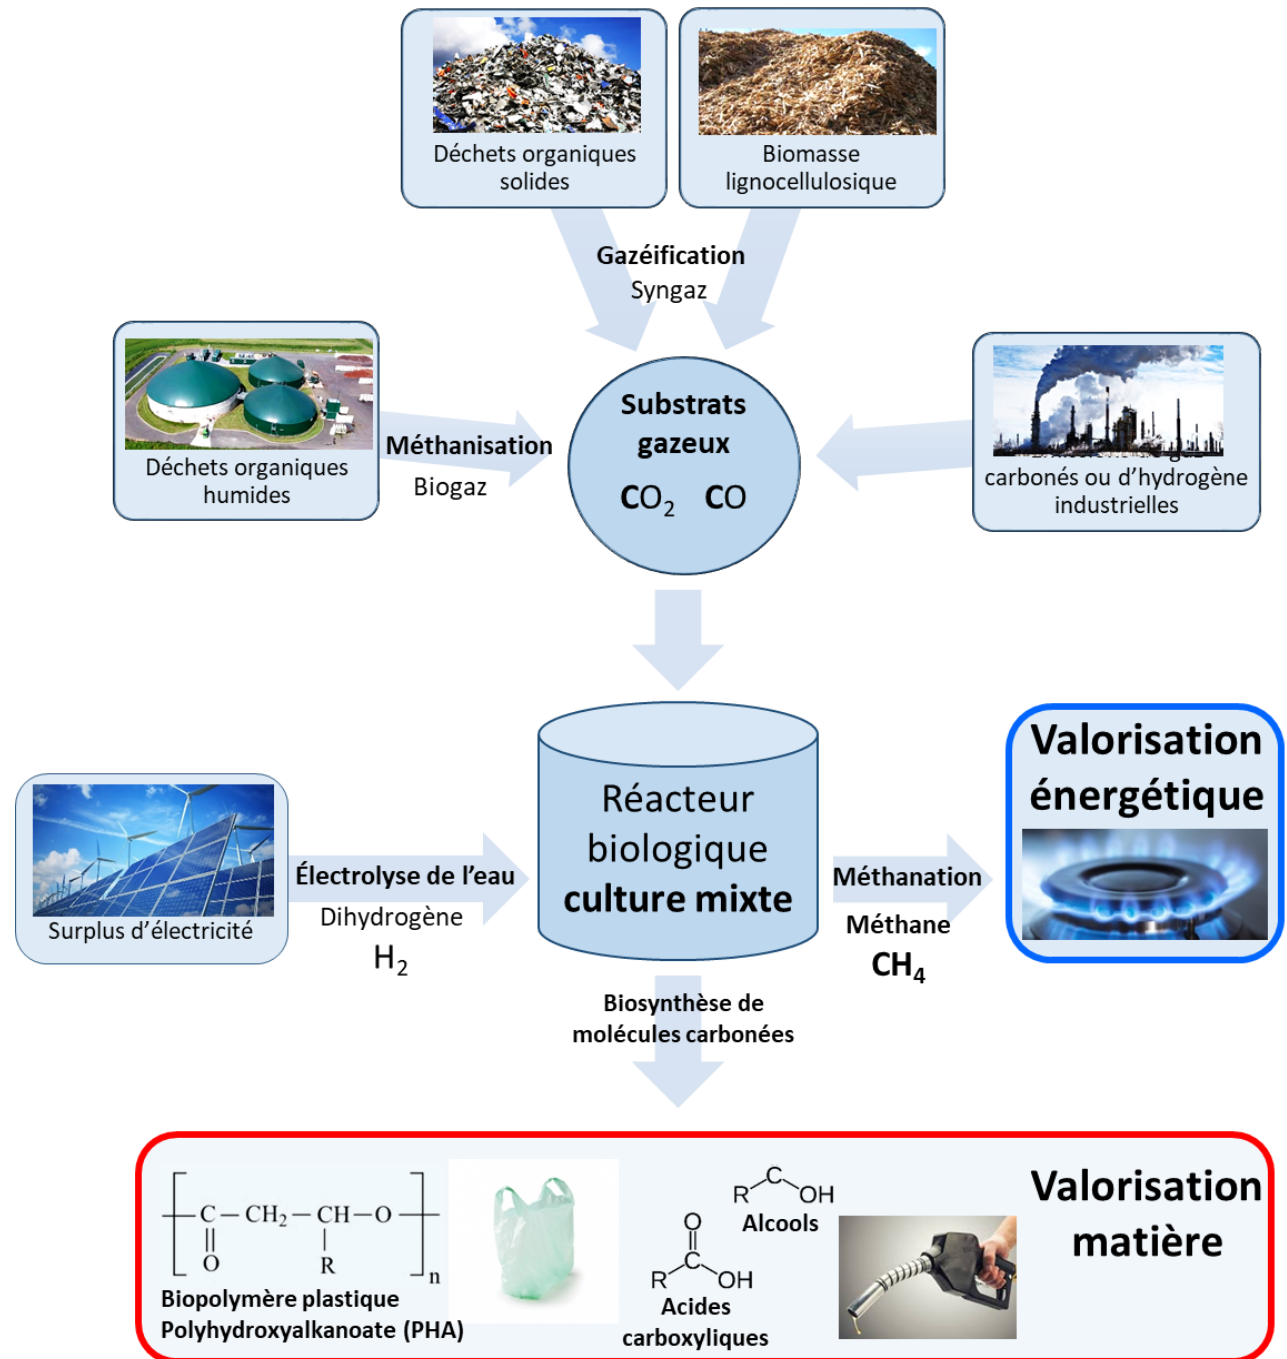 Déchets organiques
solides
Biomasse
lignocellulosique
Gazéification
Syngaz
Déchets organiques
humides
Méthanisation
Biogaz
Substrats
gazeux
CO₂ CO
carbonés ou d’hydrogène
industrielles
Surplus d’électricité
Électrolyse de l’eau
Dihydrogène
H₂
Réacteur
biologique
culture mixte
Méthanation
Méthane
CH₄
Valorisation
énergétique
Biosynthèse de
molécules carbonées
C CH₂ CH O
O R n
Biopolymère plastique
Polyhydroxyalkanoate (PHA)
R C OH
Alcools
O
R C OH
Acides
carboxyliques
Valorisation
matière